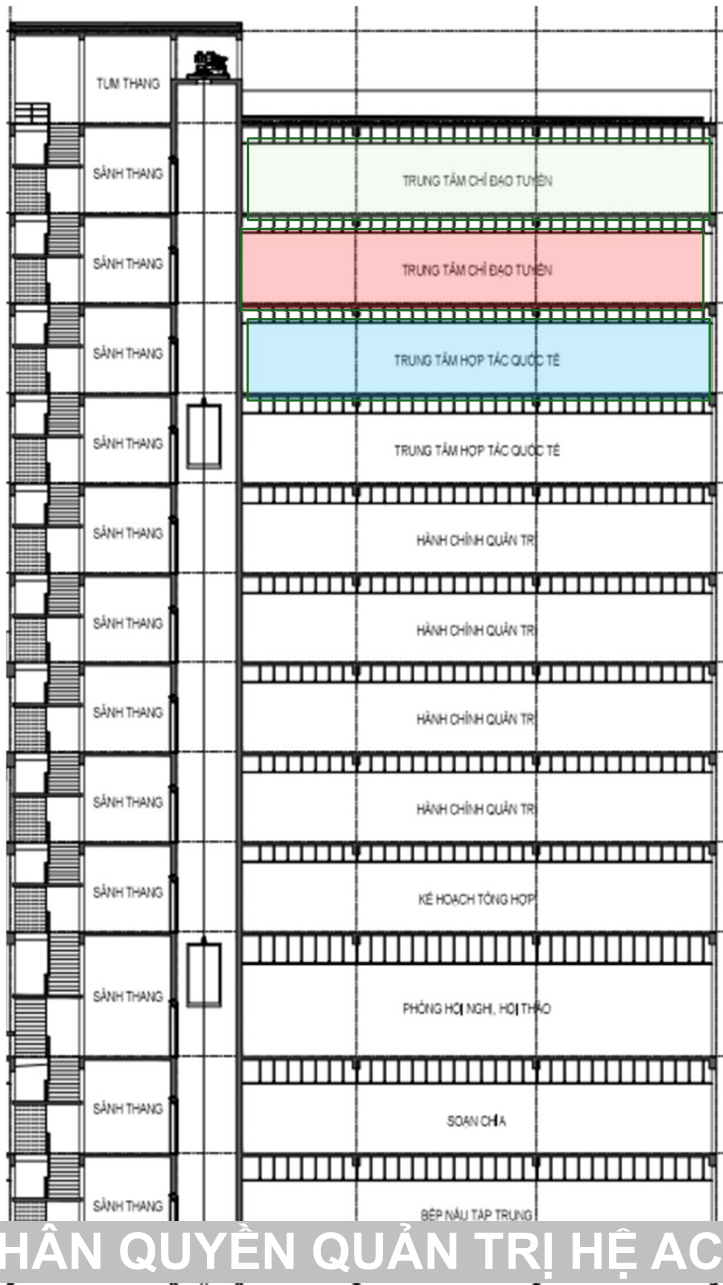 TUM THANG
SẢNH THANG
TRUNG TÂM CHỈ ĐẠO TUYẾN
SẢNH THANG
TRUNG TÂM CHỈ ĐẠO TUYẾN
SẢNH THANG
TRUNG TÂM HỢP TÁC QUỐC TẾ
SẢNH THANG
TRUNG TÂM HỢP TÁC QUỐC TẾ
SẢNH THANG
HÀNH CHÍNH QUẢN TRỊ
SẢNH THANG
HÀNH CHÍNH QUẢN TRỊ
SẢNH THANG
HÀNH CHÍNH QUẢN TRỊ
SẢNH THANG
HÀNH CHÍNH QUẢN TRỊ
SẢNH THANG
KẾ HOẠCH TỔNG HỢP
SẢNH THANG
PHÒNG HỘI NGHỊ, HỘI THẢO
SẢNH THANG
SOẠN CHIA
SẢNH THANG
BẾP NẤU TẬP TRUNG
HÂN QUYỀN QUẢN TRỊ HỆ AC